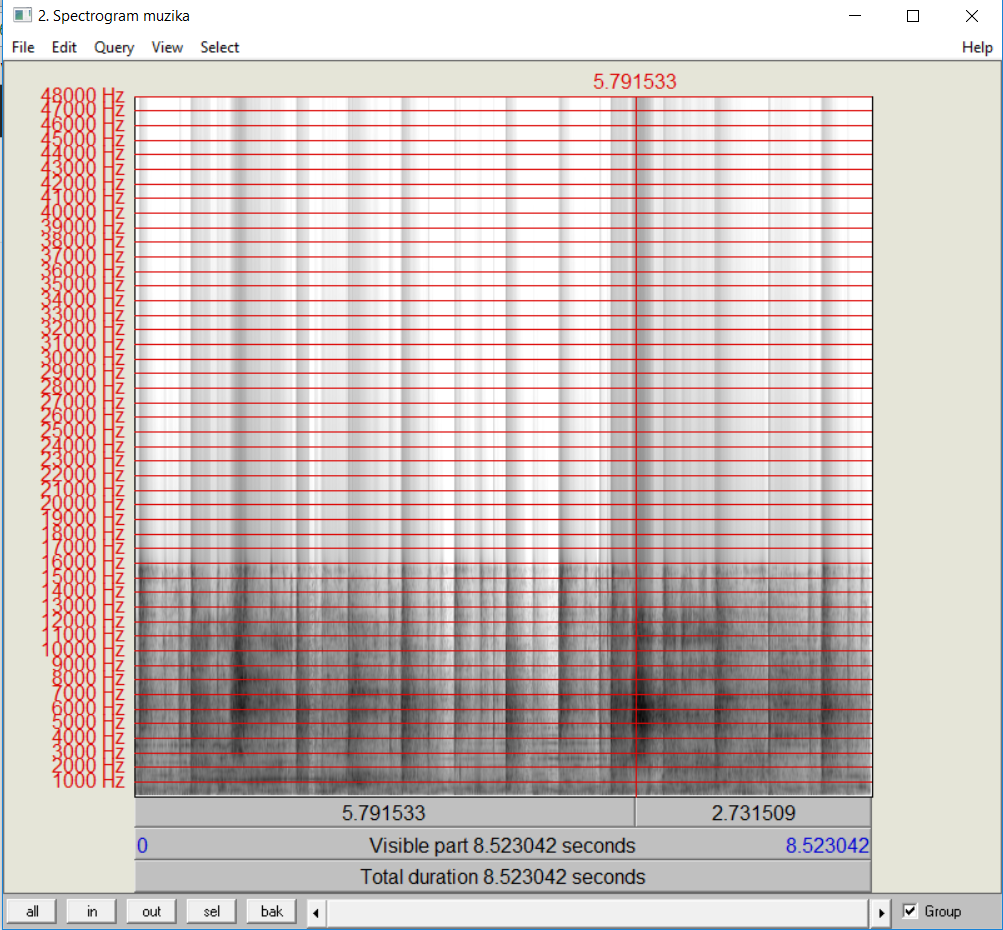 2. Spectrogram muzika
File Edit Query View Select Help
5.791533
48000 Hz
47000 Hz
46000 Hz
45000 Hz
44000 Hz
43000 Hz
42000 Hz
41000 Hz
40000 Hz
39000 Hz
38000 Hz
37000 Hz
36000 Hz
35000 Hz
34000 Hz
33000 Hz
32000 Hz
31000 Hz
30000 Hz
29000 Hz
28000 Hz
27000 Hz
26000 Hz
25000 Hz
24000 Hz
23000 Hz
22000 Hz
21000 Hz
20000 Hz
19000 Hz
18000 Hz
17000 Hz
16000 Hz
15000 Hz
14000 Hz
13000 Hz
12000 Hz
11000 Hz
10000 Hz
9000 Hz
8000 Hz
7000 Hz
6000 Hz
5000 Hz
4000 Hz
3000 Hz
2000 Hz
1000 Hz
5.791533 2.731509
0 Visible part 8.523042 seconds 8.523042
Total duration 8.523042 seconds
all in out sel bak Group